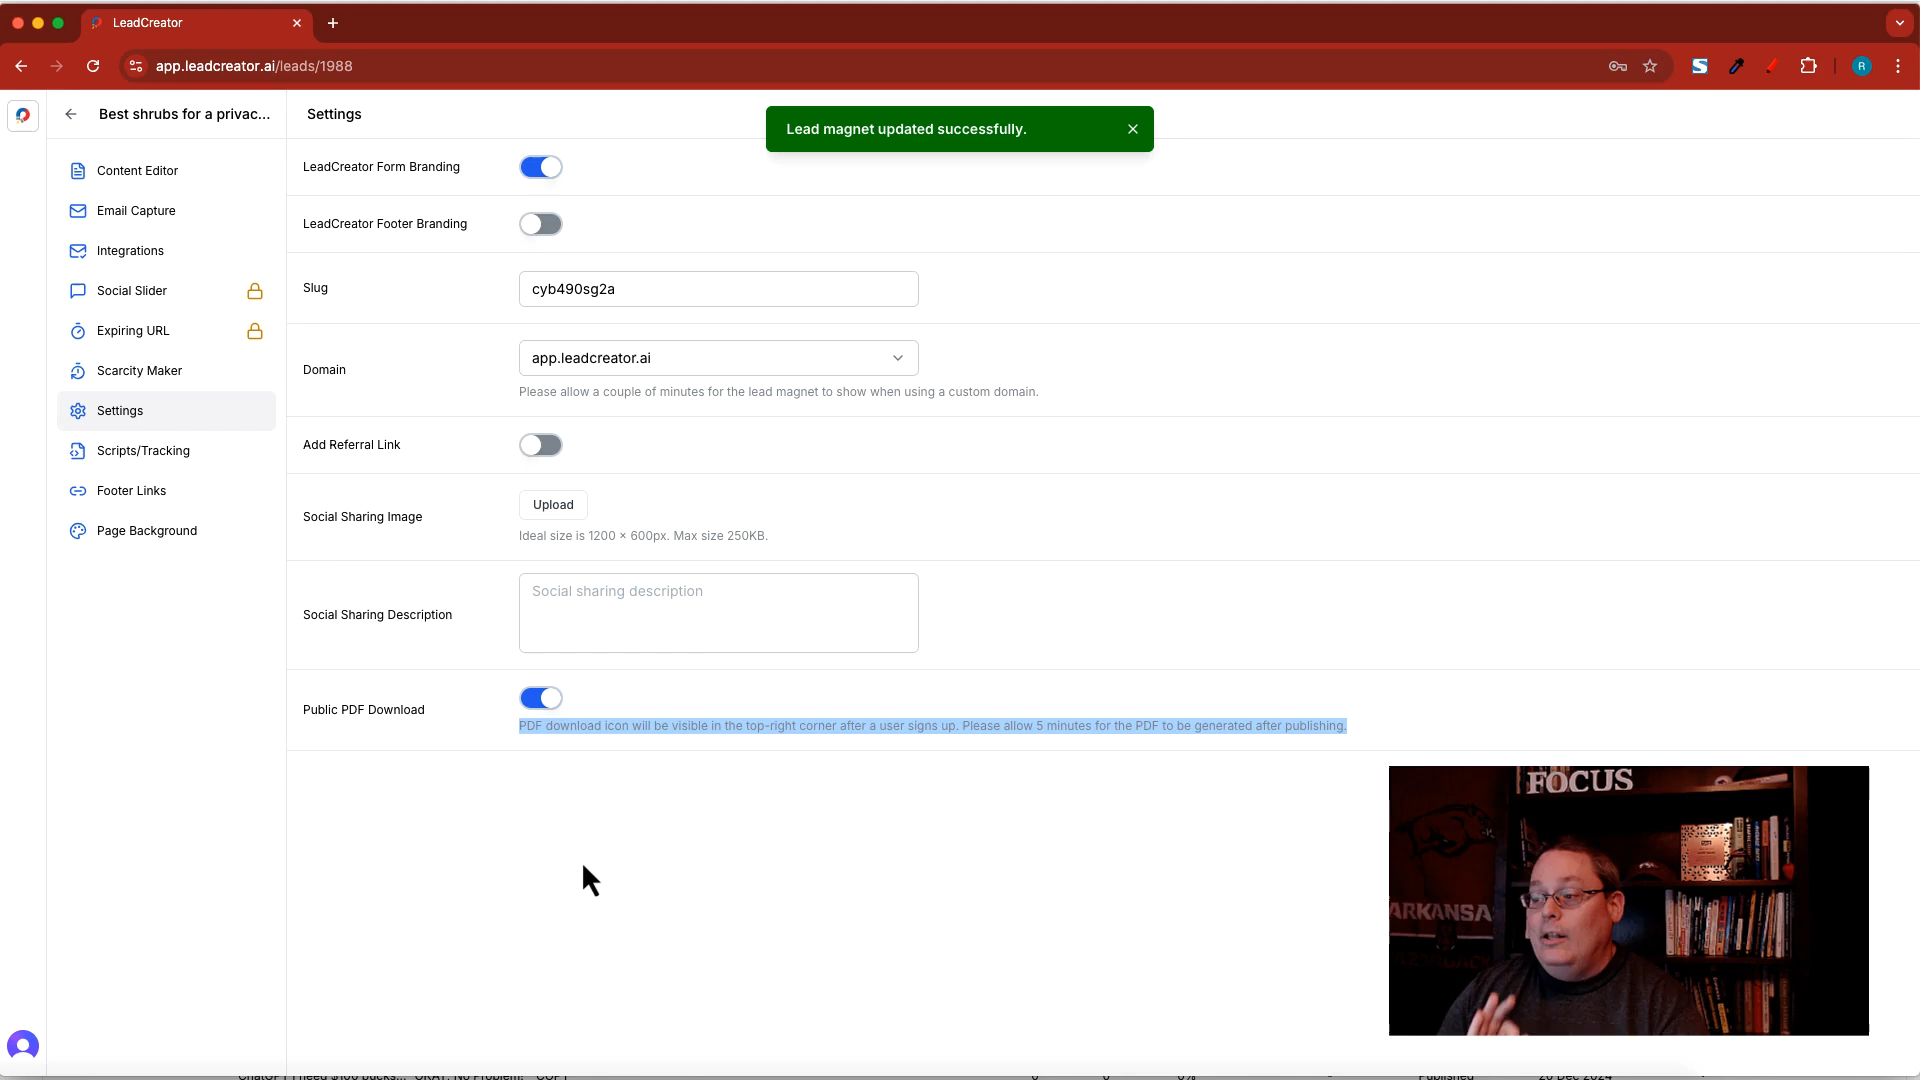 LeadCreator
app.leadcreator.ai/leads/1988
R
Best shrubs for a privac...
Settings
Lead magnet updated successfully.
Content Editor
Email Capture
Integrations
Social Slider
Expiring URL
Scarcity Maker
Settings
Scripts/Tracking
Footer Links
Page Background
LeadCreator Form Branding
LeadCreator Footer Branding
Slug
cyb490sg2a
Domain
app.leadcreator.ai
Please allow a couple of minutes for the lead magnet to show when using a custom domain.
Add Referral Link
Social Sharing Image
Upload
Ideal size is 1200 × 600px. Max size 250KB.
Social Sharing Description
Social sharing description
Public PDF Download
PDF download icon will be visible in the top-right corner after a user signs up. Please allow 5 minutes for the PDF to be generated after publishing.
FOCUS
ARKANSA